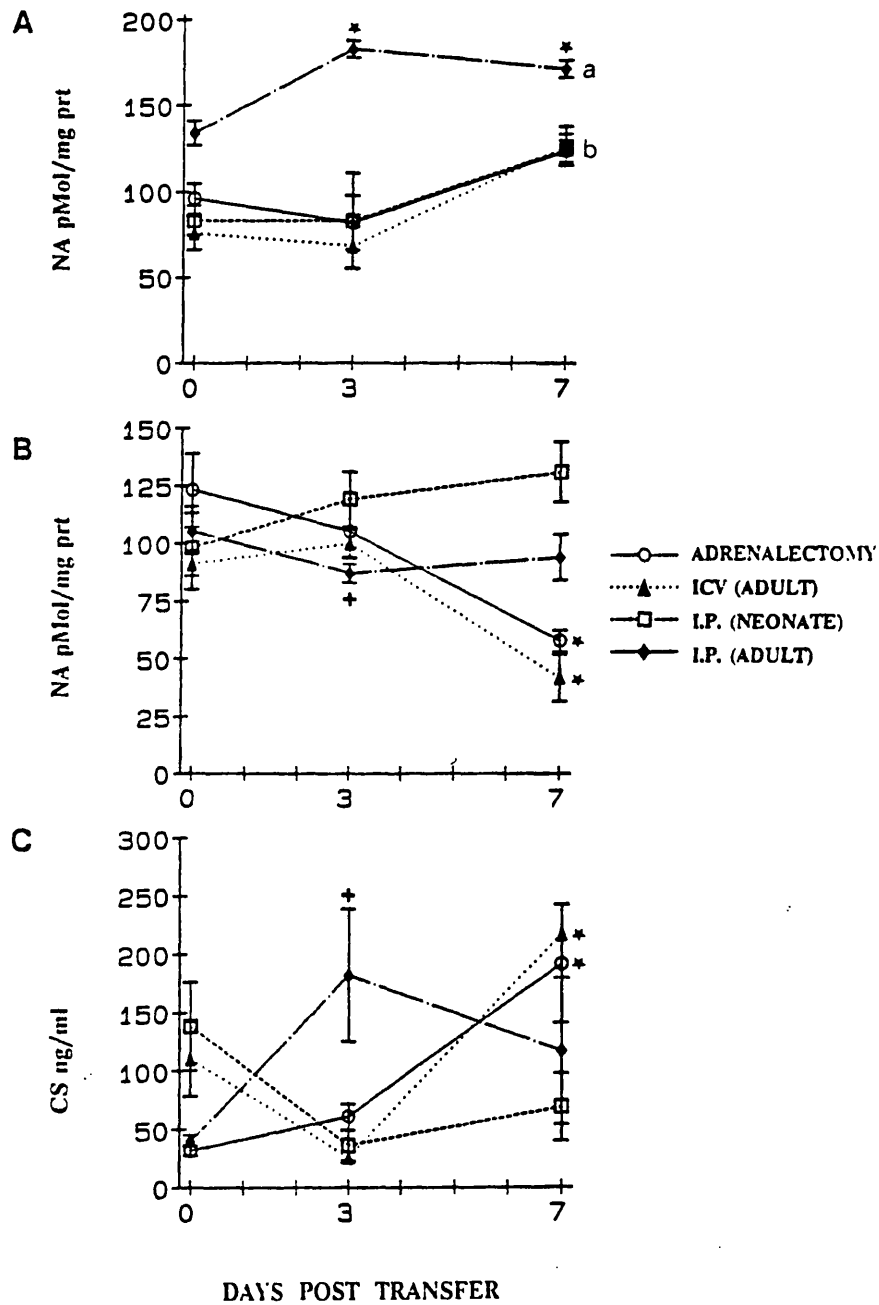 A
NA pMol/mg prt
200
150
100
50
0
★
★
a
b
0 3 7
B
NA pMol/mg prt
150
125
100
75
50
25
0
+
★
★
0 3 7
ADRENALECTOMY
ICV (ADULT)
I.P. (NEONATE)
I.P. (ADULT)
C
CS ng/ml
300
250
200
150
100
50
0
+
★
★
0 3 7
DAYS POST TRANSFER